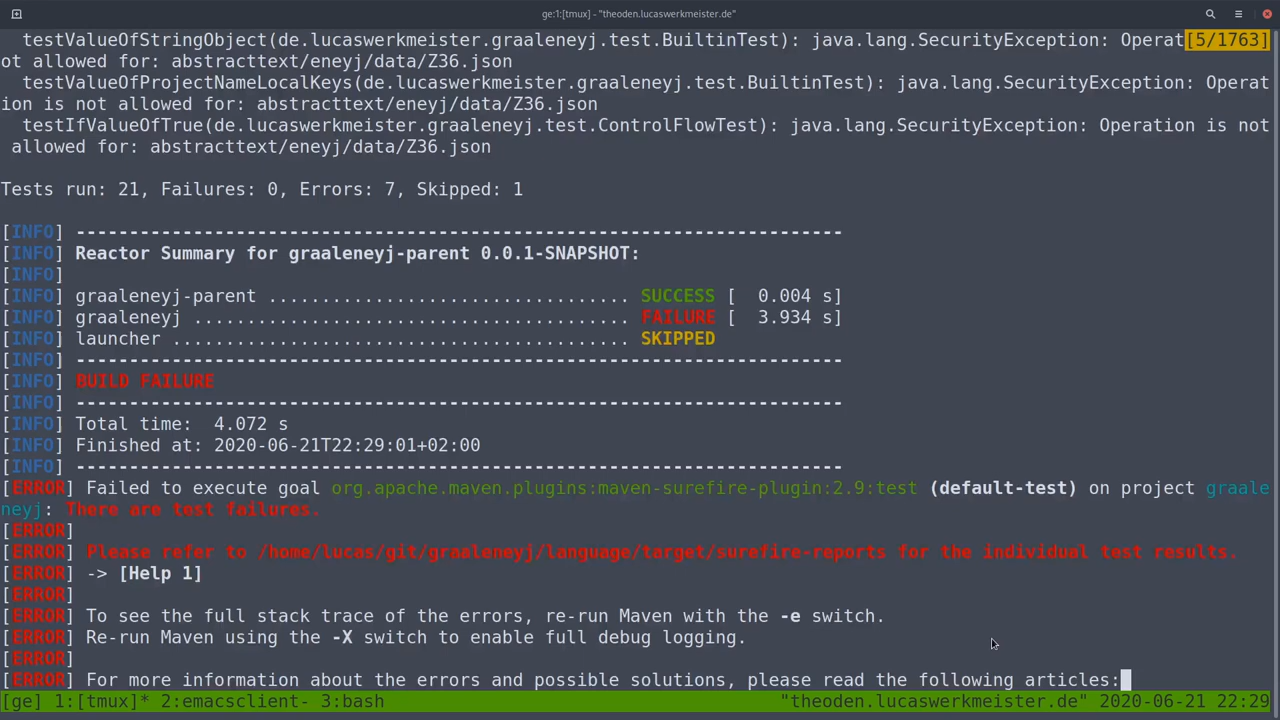 ge:1:[tmux] - "theoden.lucaswerkmeister.de"
testValueOfStringObject(de.lucaswerkmeister.graaleneyj.test.BuiltinTest): java.lang.SecurityException: Operat[5/1763]
ot allowed for: abstracttext/eneyj/data/Z36.json
testValueOfProjectNameLocalKeys(de.lucaswerkmeister.graaleneyj.test.BuiltinTest): java.lang.SecurityException: Operat
ion is not allowed for: abstracttext/eneyj/data/Z36.json
testIfValueOfTrue(de.lucaswerkmeister.graaleneyj.test.ControlFlowTest): java.lang.SecurityException: Operation is not
allowed for: abstracttext/eneyj/data/Z36.json
Tests run: 21, Failures: 0, Errors: 7, Skipped: 1
[INFO] ------------------------------------------------------------------------
[INFO] Reactor Summary for graaleneyj-parent 0.0.1-SNAPSHOT:
[INFO]
[INFO] graaleneyj-parent .................................. SUCCESS [  0.004 s]
[INFO] graaleneyj ......................................... FAILURE [  3.934 s]
[INFO] launcher ........................................... SKIPPED
[INFO] ------------------------------------------------------------------------
[INFO] BUILD FAILURE
[INFO] ------------------------------------------------------------------------
[INFO] Total time:  4.072 s
[INFO] Finished at: 2020-06-21T22:29:01+02:00
[INFO] ------------------------------------------------------------------------
[ERROR] Failed to execute goal org.apache.maven.plugins:maven-surefire-plugin:2.9:test (default-test) on project graale
neyj: There are test failures.
[ERROR]
[ERROR] Please refer to /home/lucas/git/graaleneyj/language/target/surefire-reports for the individual test results.
[ERROR] -> [Help 1]
[ERROR]
[ERROR] To see the full stack trace of the errors, re-run Maven with the -e switch.
[ERROR] Re-run Maven using the -X switch to enable full debug logging.
[ERROR]
[ERROR] For more information about the errors and possible solutions, please read the following articles:
[ge] 1:[tmux]* 2:emacsclient- 3:bash "theoden.lucaswerkmeister.de" 2020-06-21 22:29